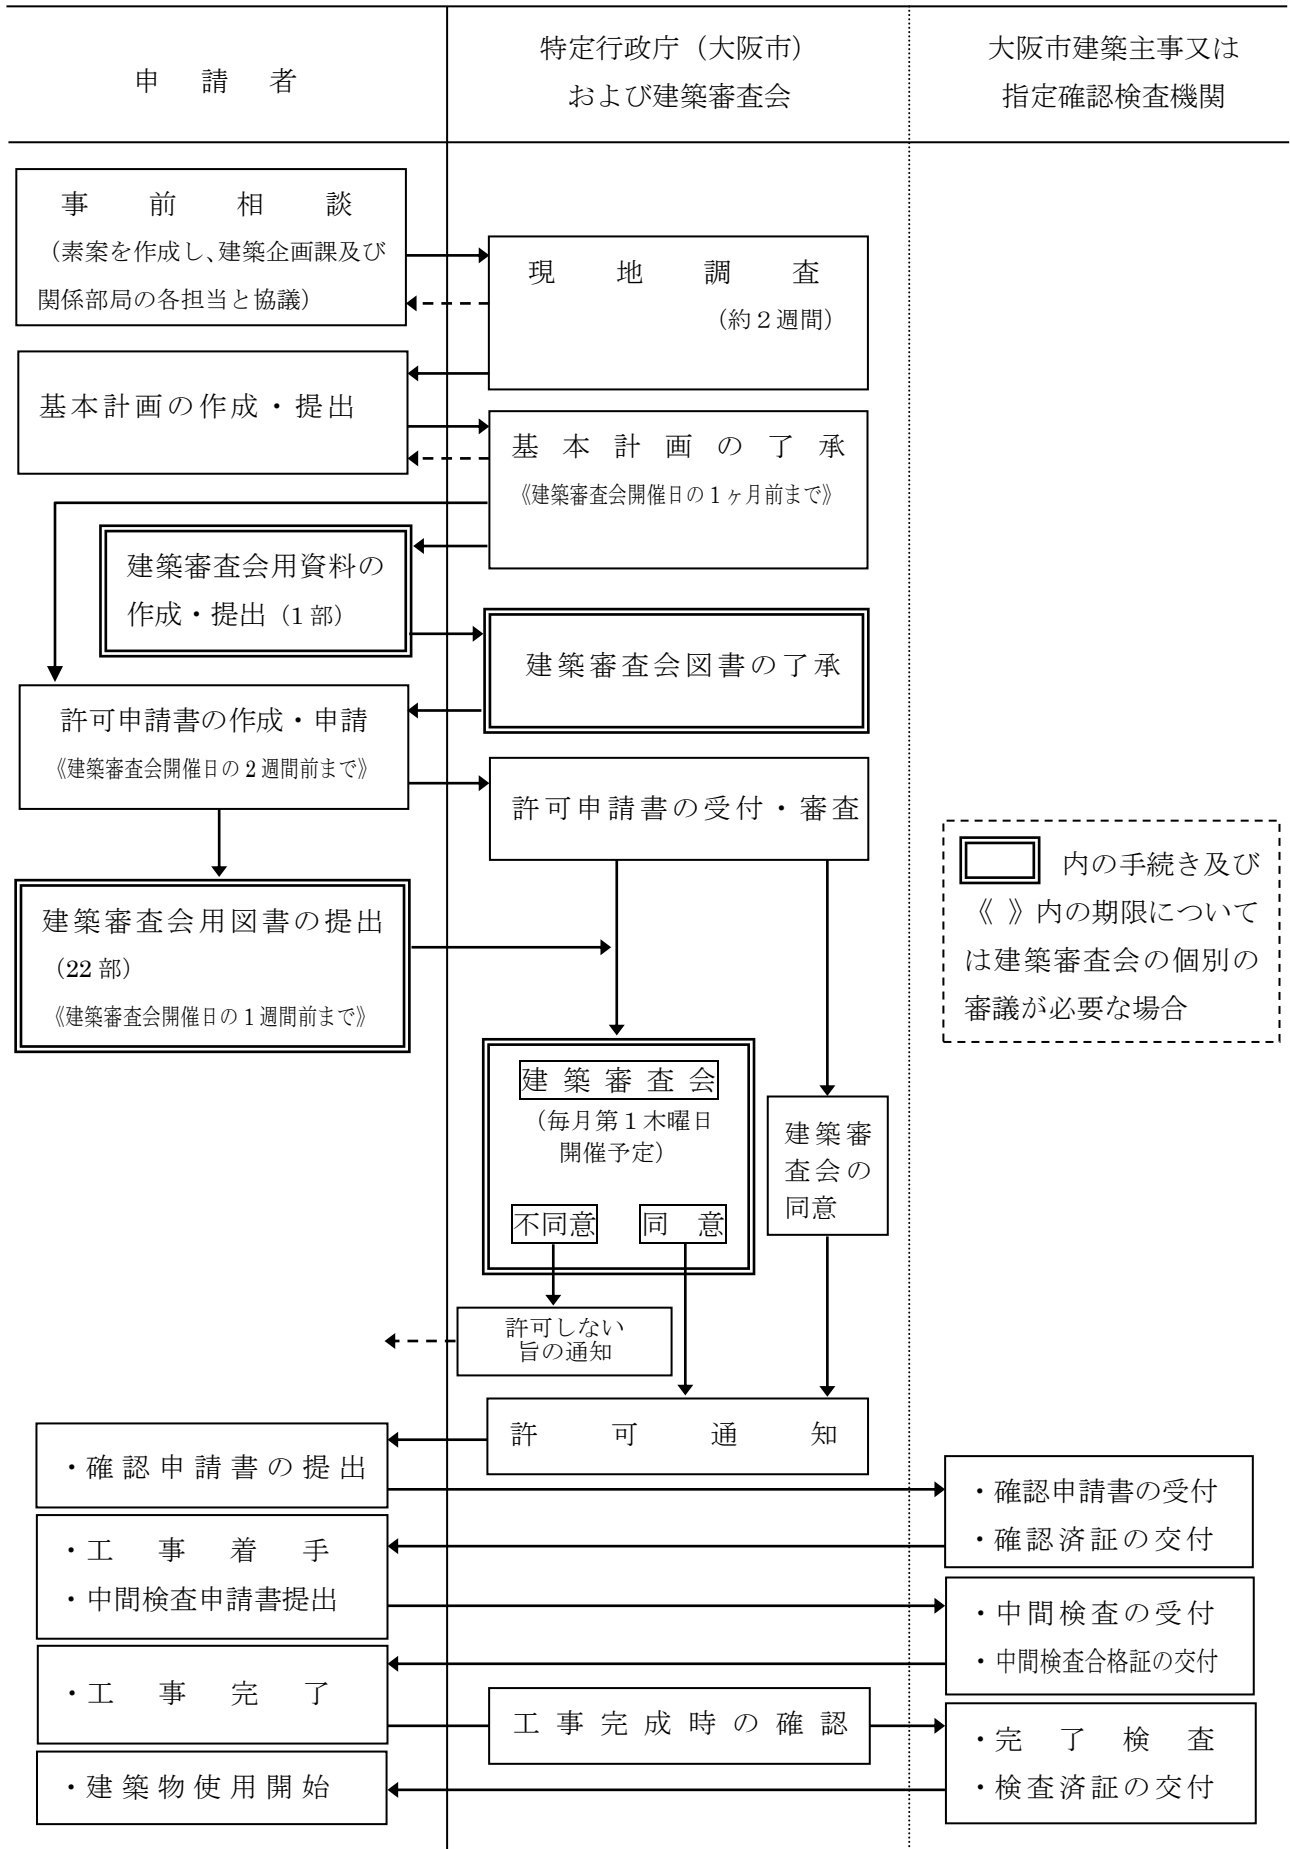 申請者
特定行政庁（大阪市）
および建築審査会
大阪市建築主事又は
指定確認検査機関
事前相談
（素案を作成し、建築企画課及び
関係部局の各担当と協議）
現地調査
（約２週間）
基本計画の作成・提出
基本計画の了承
《建築審査会開催日の１ヶ月前まで》
建築審査会用資料の
作成・提出（1 部）
建築審査会図書の了承
許可申請書の作成・申請
《建築審査会開催日の 2 週間前まで》
許可申請書の受付・審査
建築審査会用図書の提出
（22 部）
《建築審査会開催日の 1 週間前まで》
内の手続き及び
《 》内の期限について
は建築審査会の個別の
審議が必要な場合
建築審査会
（毎月第１木曜日
開催予定）
不同意
同意
建築審
査会の
同意
許可しない
旨の通知
許可通知
・確認申請書の提出
・確認申請書の受付
・確認済証の交付
・工事着手
・中間検査申請書提出
・中間検査の受付
・中間検査合格証の交付
・工事完了
工事完成時の確認
・完了検査
・検査済証の交付
・建築物使用開始